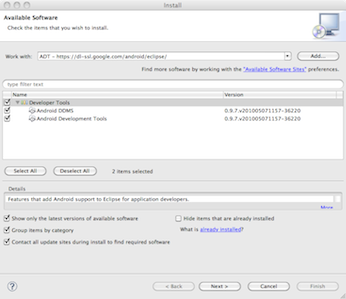 Install
Available Software
Check the items that you wish to install.
Work with: ADT - https://dl-ssl.google.com/android/eclipse/ Add...
Find more software by working with the "Available Software Sites" preferences.
type filter text
Name Version
Developer Tools
Android DDMS 0.9.7.v201005071157-36220
Android Development Tools 0.9.7.v201005071157-36220
Select All Deselect All 2 items selected
Details
Features that add Android support to Eclipse for application developers.
More
Show only the latest versions of available software Hide items that are already installed
Group items by category What is already installed?
Contact all update sites during install to find required software
? < Back Next > Cancel Finish